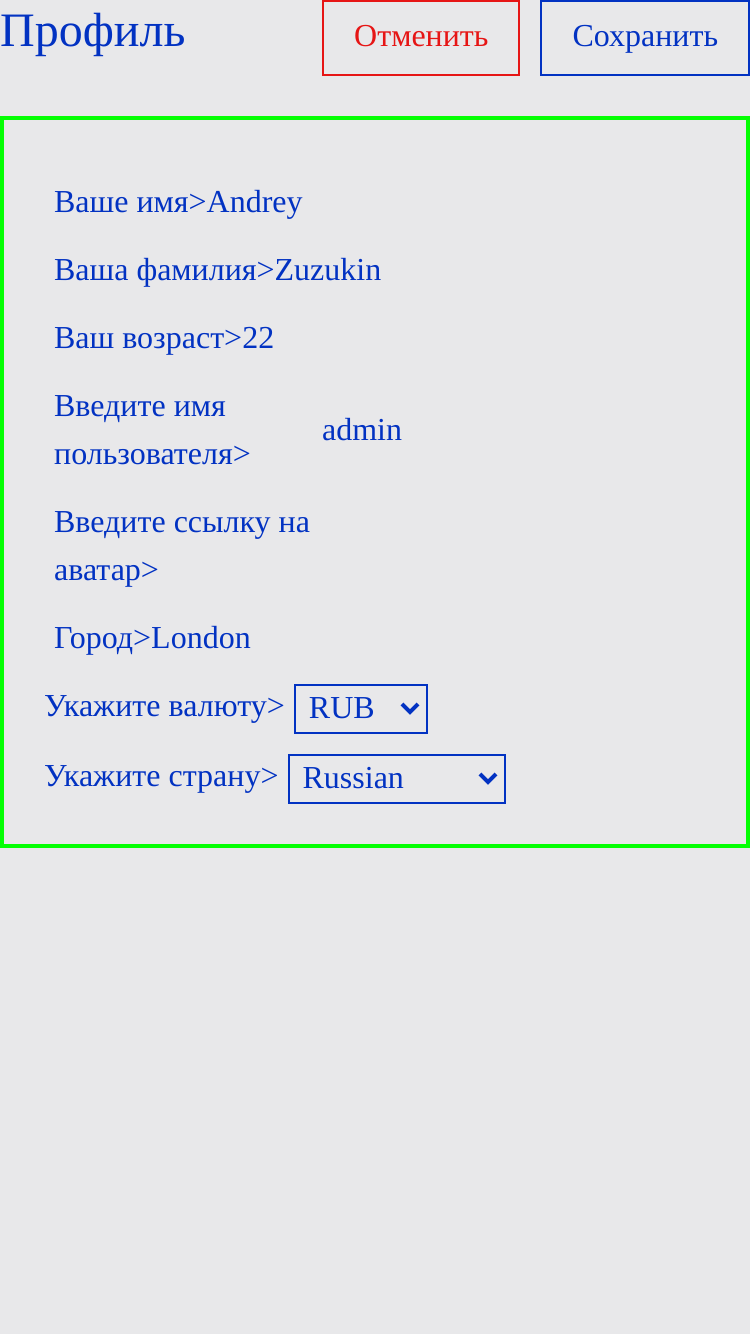 Профиль
Отменить
Сохранить
Ваше имя>Andrey
Ваша фамилия>Zuzukin
Ваш возраст>22
Введите имя
пользователя>
admin
Введите ссылку на
аватар>
Город>London
Укажите валюту> RUB
Укажите страну> Russian